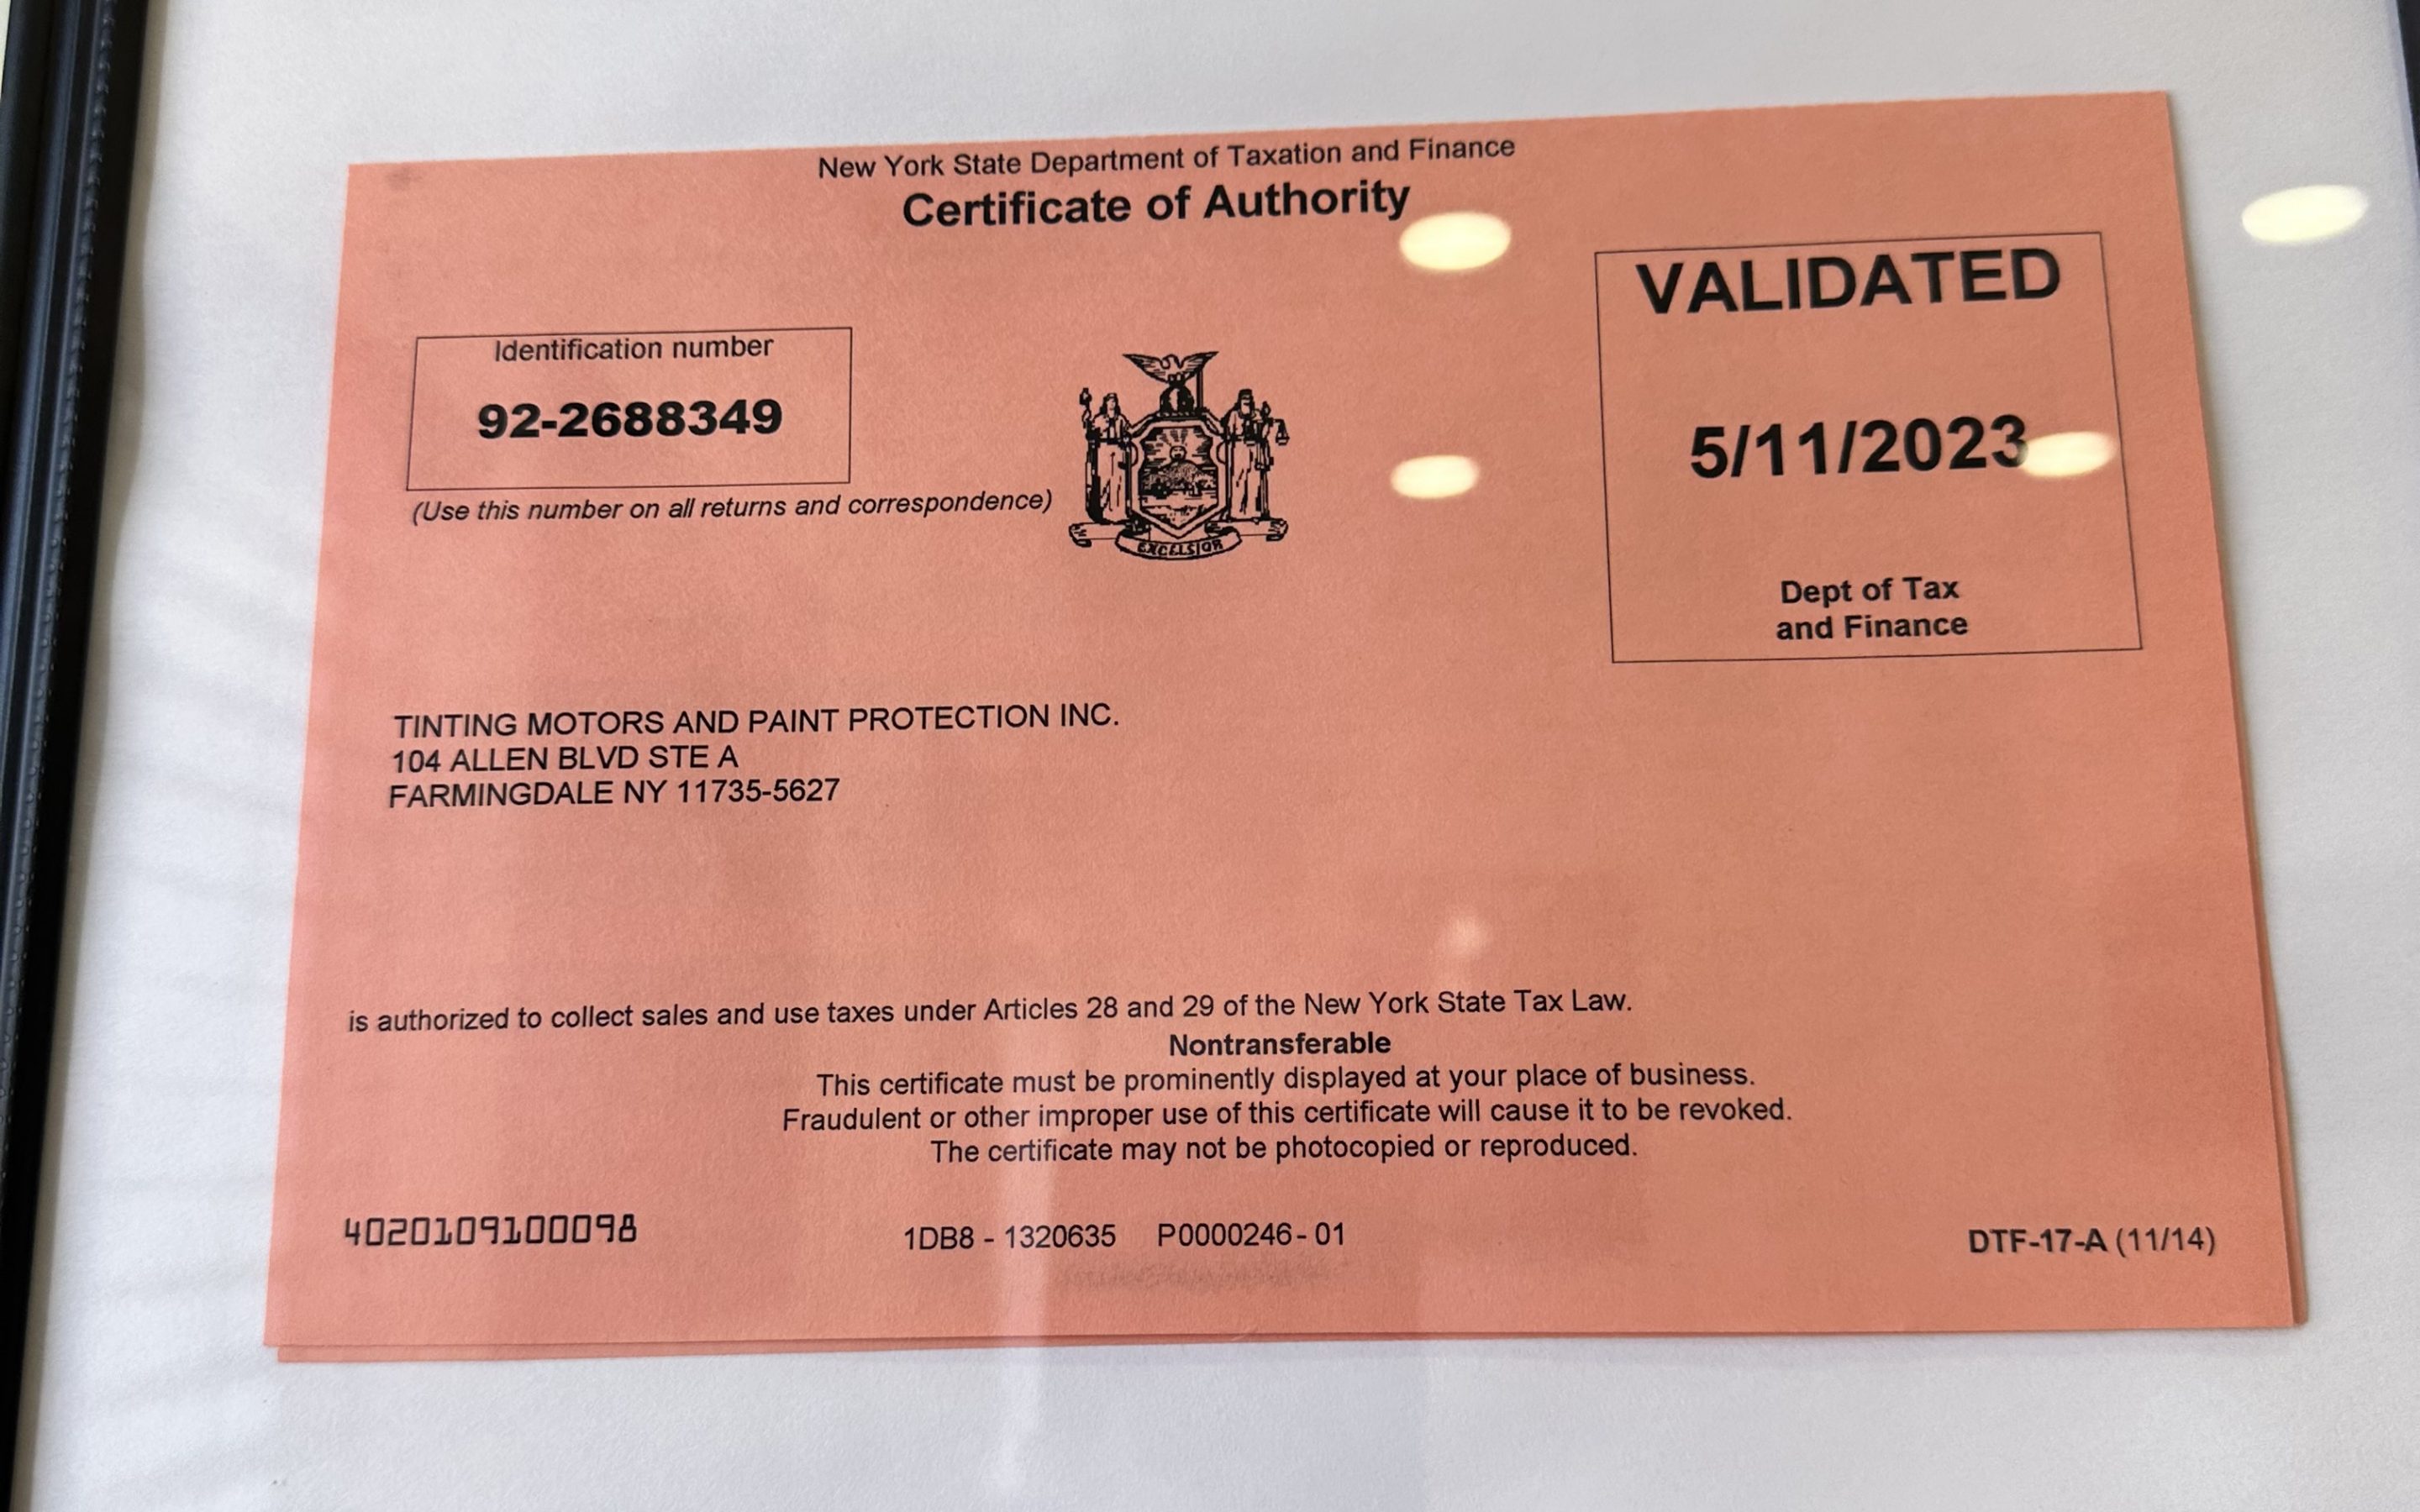 New York State Department of Taxation and Finance
Certificate of Authority
Identification number
92-2688349
(Use this number on all returns and correspondence)
EXCELSIOR
VALIDATED
5/11/2023
Dept of Tax
and Finance
TINTING MOTORS AND PAINT PROTECTION INC.
104 ALLEN BLVD STE A
FARMINGDALE NY 11735-5627
is authorized to collect sales and use taxes under Articles 28 and 29 of the New York State Tax Law.
Nontransferable
This certificate must be prominently displayed at your place of business.
Fraudulent or other improper use of this certificate will cause it to be revoked.
The certificate may not be photocopied or reproduced.
4020109100098
1DB8 - 1320635 P0000246-01
DTF-17-A (11/14)